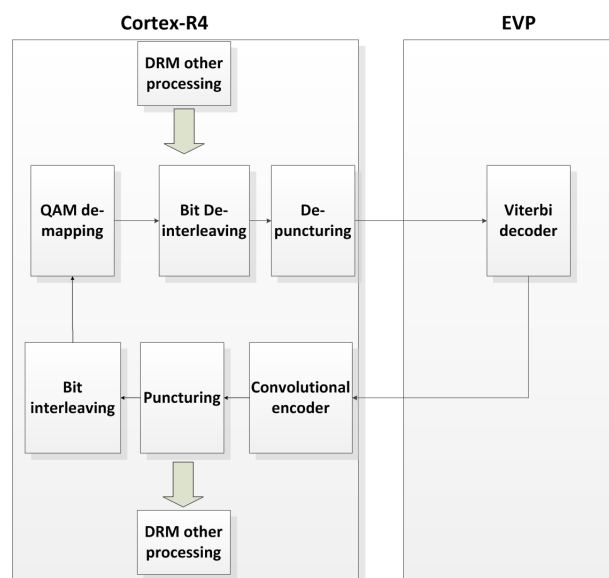 Cortex-R4
EVP
DRM other
processing
QAM de-
mapping
Bit De-
interleaving
De-
puncturing
Viterbi
decoder
Bit
interleaving
Puncturing
Convolutional
encoder
DRM other
processing